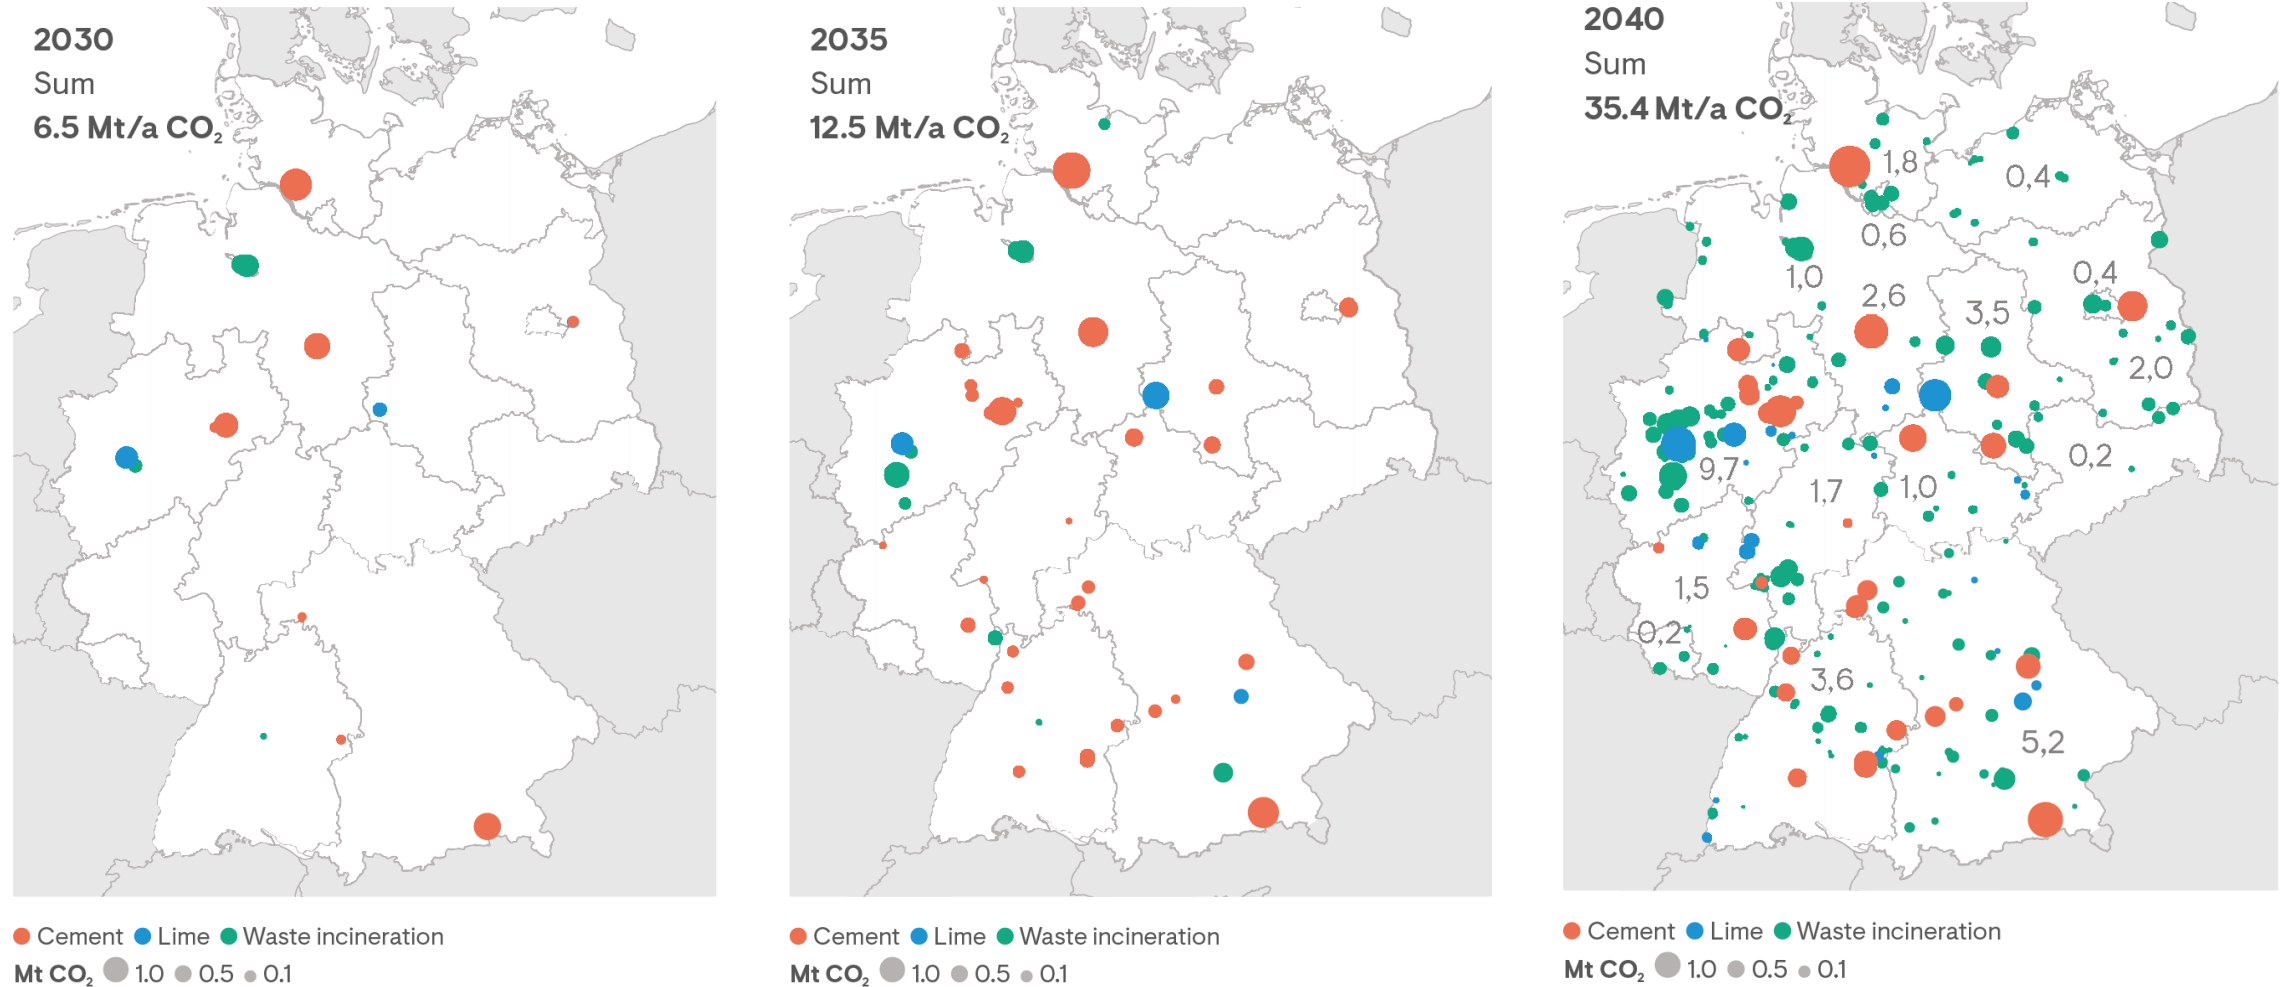 2030
Sum
6.5 Mt/a CO₂
Cement Lime Waste incineration
Mt CO₂ 1.0 0.5 0.1
2035
Sum
12.5 Mt/a CO₂
Cement Lime Waste incineration
Mt CO₂ 1.0 0.5 0.1
2040
Sum
35.4 Mt/a CO₂
1,8
0,4
0,6
1,0
0,4
2,6
3,5
2,0
9,7
1,7
1,0
0,2
1,5
0,2
3,6
5,2
Cement Lime Waste incineration
Mt CO₂ 1.0 0.5 0.1